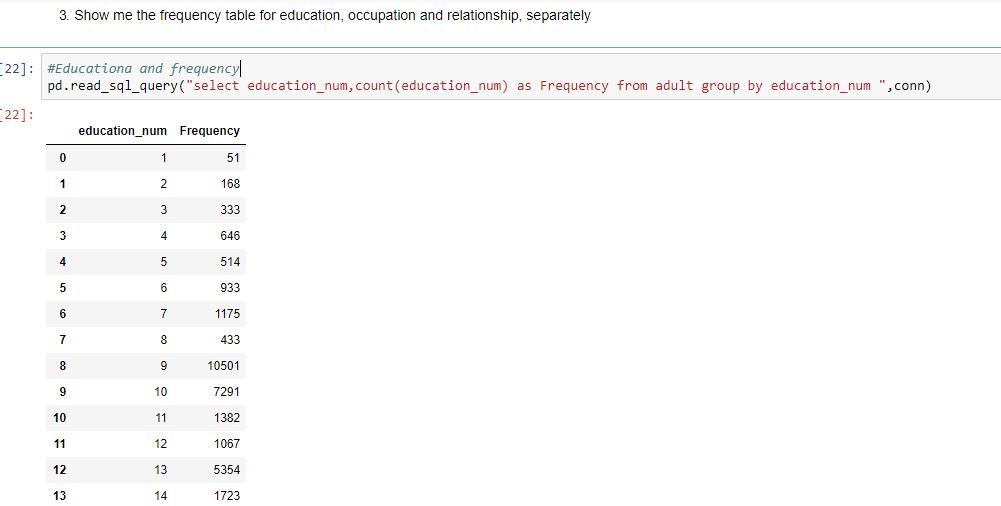 3. Show me the frequency table for education, occupation and relationship, separately
[22]: #Educationa and frequency
pd.read_sql_query("select education_num,count(education_num) as Frequency from adult group by education_num ",conn)
[22]:
education_num Frequency
0 1 51
1 2 168
2 3 333
3 4 646
4 5 514
5 6 933
6 7 1175
7 8 433
8 9 10501
9 10 7291
10 11 1382
11 12 1067
12 13 5354
13 14 1723